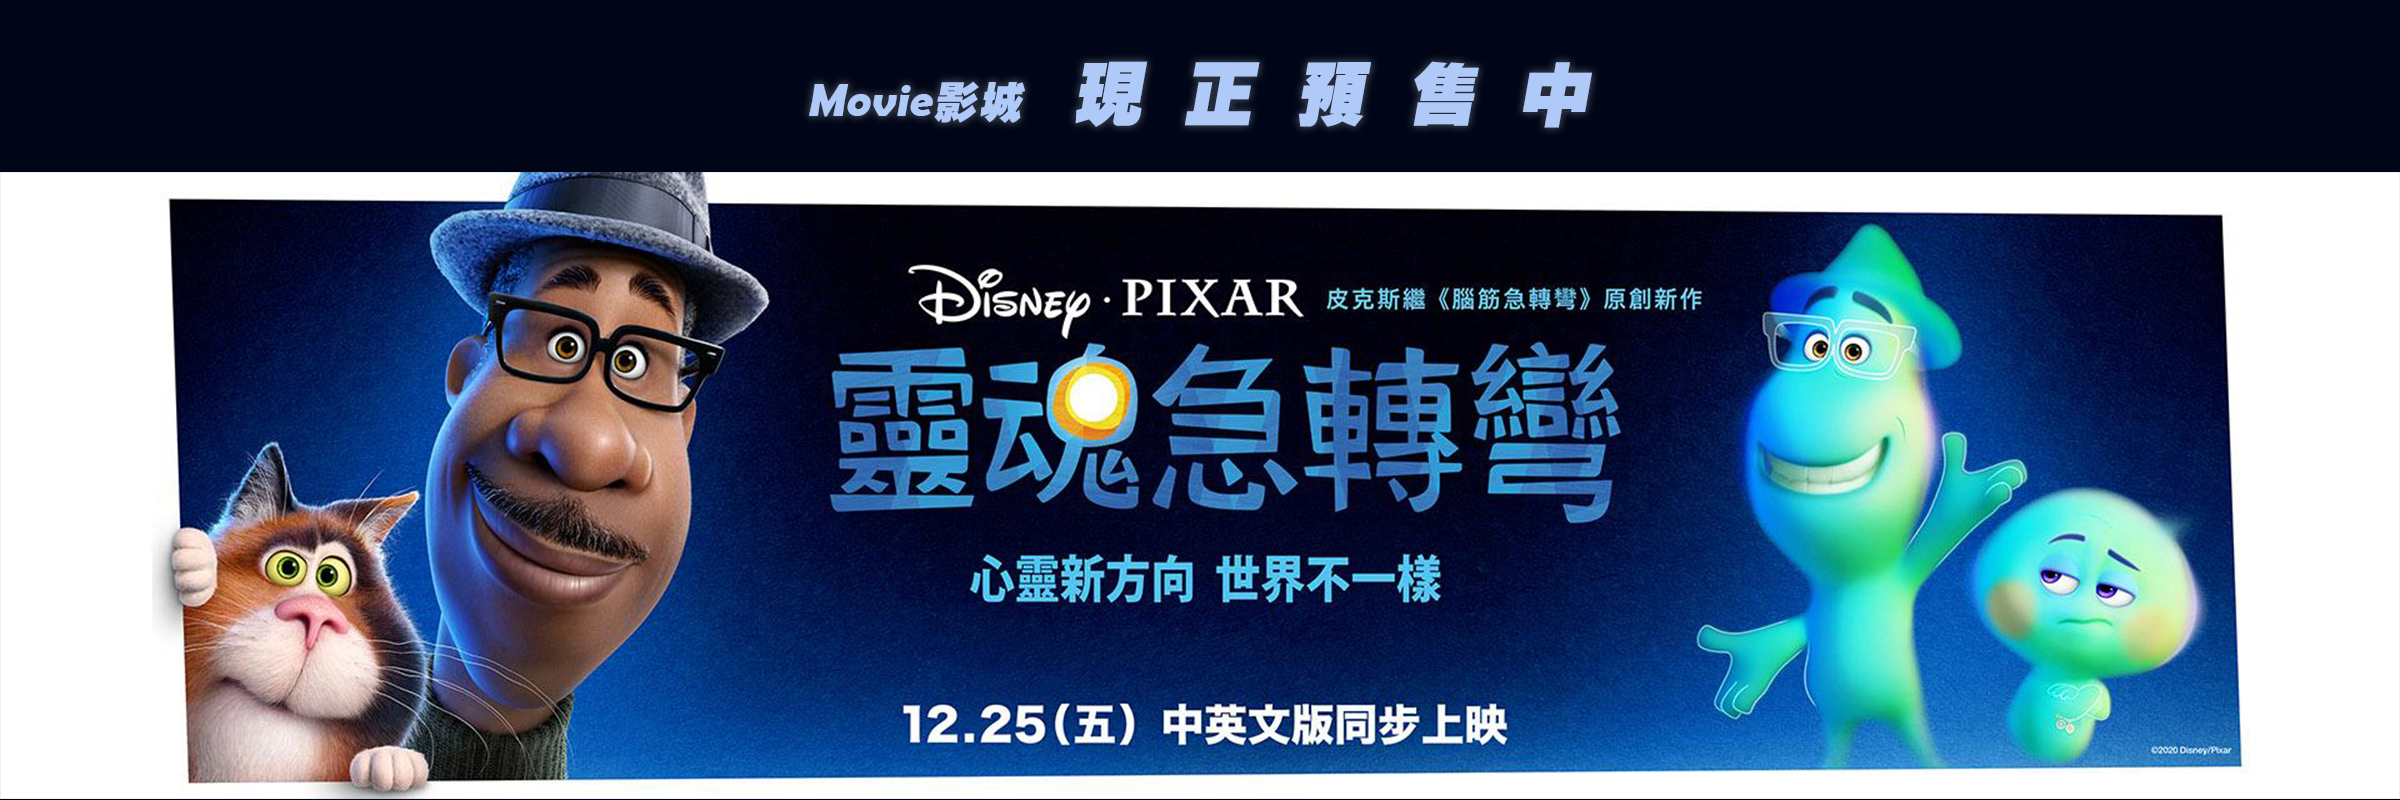 Movie影城 現正預售中
Disney·PIXAR 皮克斯繼《腦筋急轉彎》原創新作
靈魂急轉彎
心靈新方向 世界不一樣
12.25(五) 中英文版同步上映
©2020 Disney/Pixar